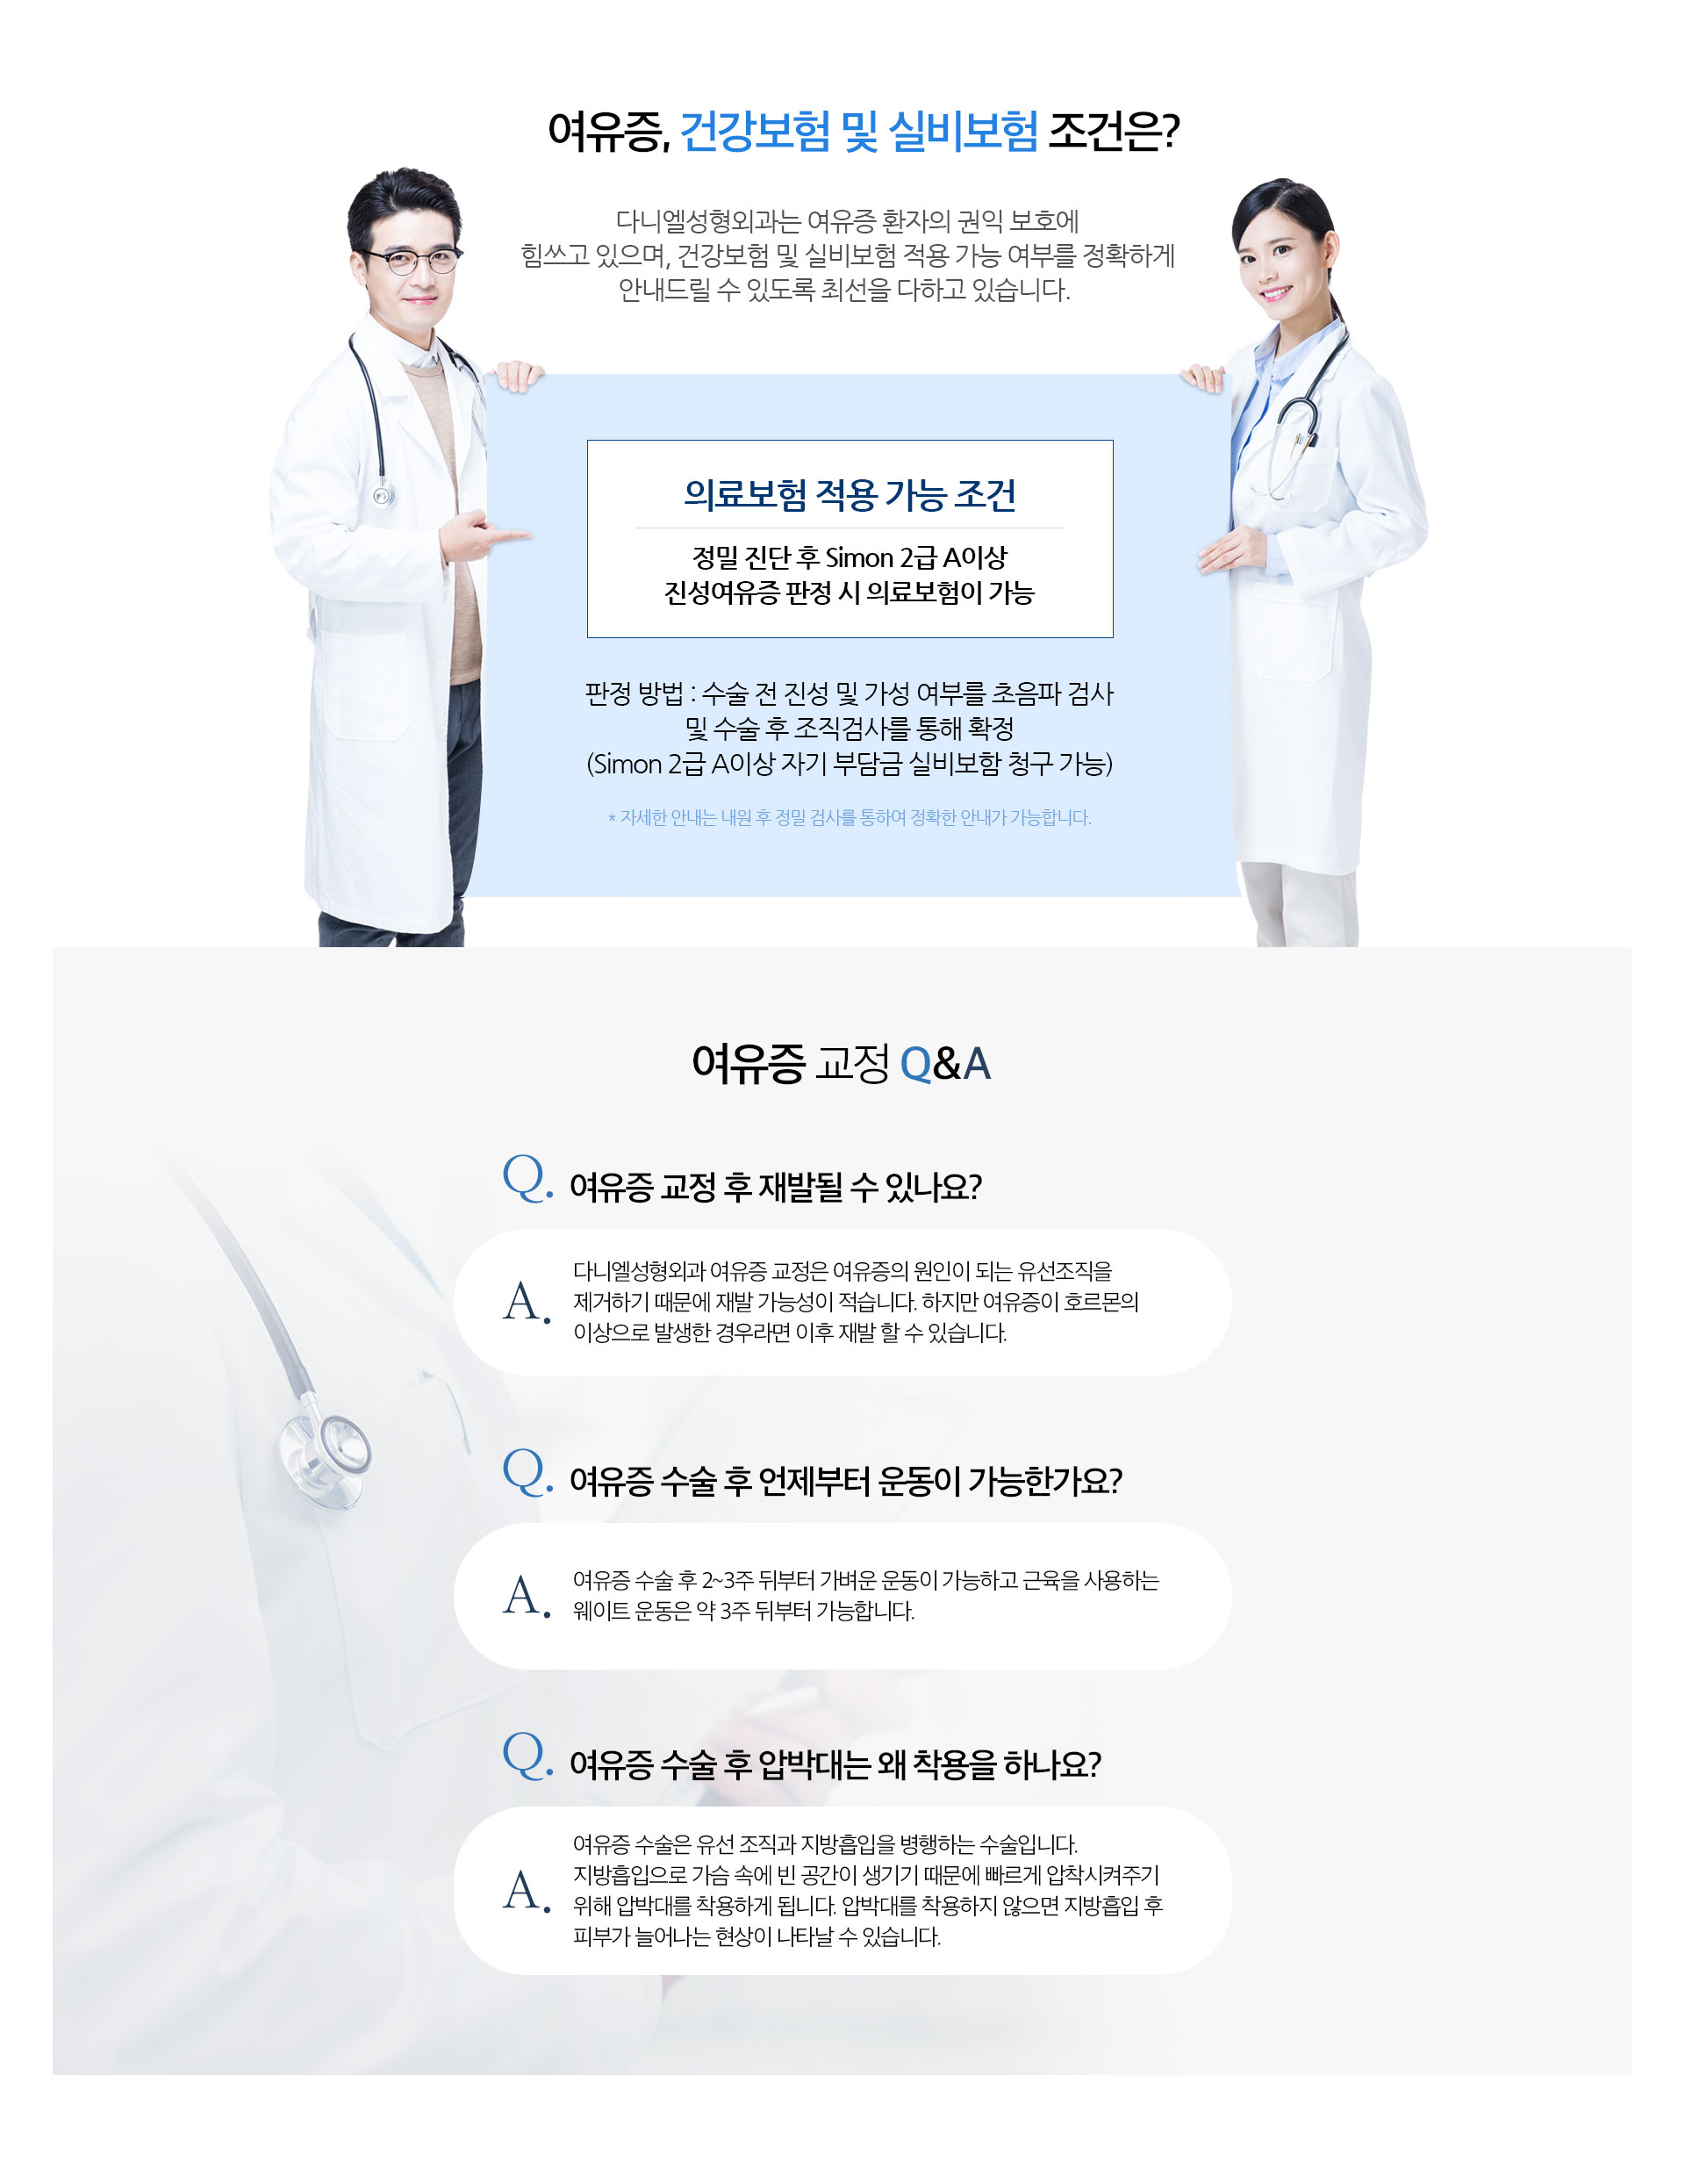 여유증, 건강보험 및 실비보험 조건은?
다니엘성형외과는 여유증 환자의 권익 보호에
힘쓰고 있으며, 건강보험 및 실비보험 적용 가능 여부를 정확하게
안내드릴 수 있도록 최선을 다하고 있습니다.
의료보험 적용 가능 조건
정밀 진단 후 Simon 2급 A이상
진성여유증 판정 시 의료보험이 가능
판정 방법 : 수술 전 진성 및 가성 여부를 초음파 검사
및 수술 후 조직검사를 통해 확정
(Simon 2급 A이상 자기 부담금 실비보함 청구 가능)
* 자세한 안내는 내원 후 정밀 검사를 통하여 정확한 안내가 가능합니다.
여유증 교정 Q&A
Q. 여유증 교정 후 재발될 수 있나요?
A. 다니엘성형외과 여유증 교정은 여유증의 원인이 되는 유선조직을
제거하기 때문에 재발 가능성이 적습니다. 하지만 여유증이 호르몬의
이상으로 발생한 경우라면 이후 재발 할 수 있습니다.
Q. 여유증 수술 후 언제부터 운동이 가능한가요?
A. 여유증 수술 후 2~3주 뒤부터 가벼운 운동이 가능하고 근육을 사용하는
웨이트 운동은 약 3주 뒤부터 가능합니다.
Q. 여유증 수술 후 압박대는 왜 착용을 하나요?
A. 여유증 수술은 유선 조직과 지방흡입을 병행하는 수술입니다.
지방흡입으로 가슴 속에 빈 공간이 생기기 때문에 빠르게 압착시켜주기
위해 압박대를 착용하게 됩니다. 압박대를 착용하지 않으면 지방흡입 후
피부가 늘어나는 현상이 나타날 수 있습니다.